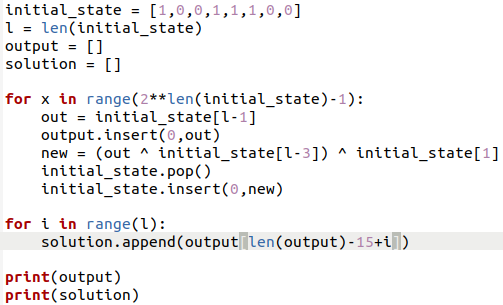 initial_state = [1,0,0,1,1,1,0,0]
l = len(initial_state)
output = []
solution = []
for x in range(2**len(initial_state)-1):
    out = initial_state[l-1]
    output.insert(0,out)
    new = (out ^ initial_state[l-3]) ^ initial_state[1]
    initial_state.pop()
    initial_state.insert(0,new)
for i in range(l):
    solution.append(output[len(output)-15+i])
print(output)
print(solution)